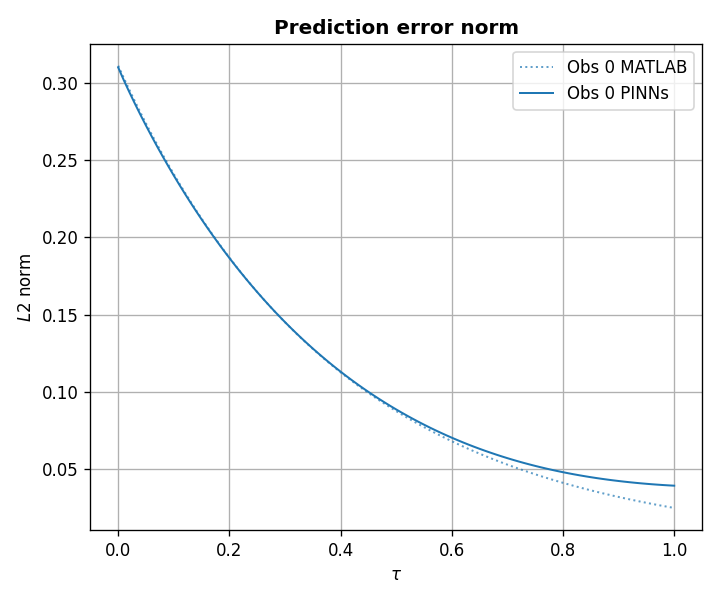 Prediction error norm
Obs 0 MATLAB
Obs 0 PINNs
L2 norm
0.30
0.25
0.20
0.15
0.10
0.05
0.0 0.2 0.4 0.6 0.8 1.0
τ